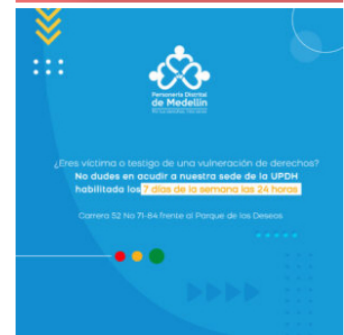 Personería Distrital
de Medellín
¿Eres víctima o testigo de una vulneración de derechos?
No dudes en acudir a nuestra sede de la UPDH
habilitada los 7 días de la semana las 24 horas
Carrera 52 No 71-84 frente al Parque de los Deseos